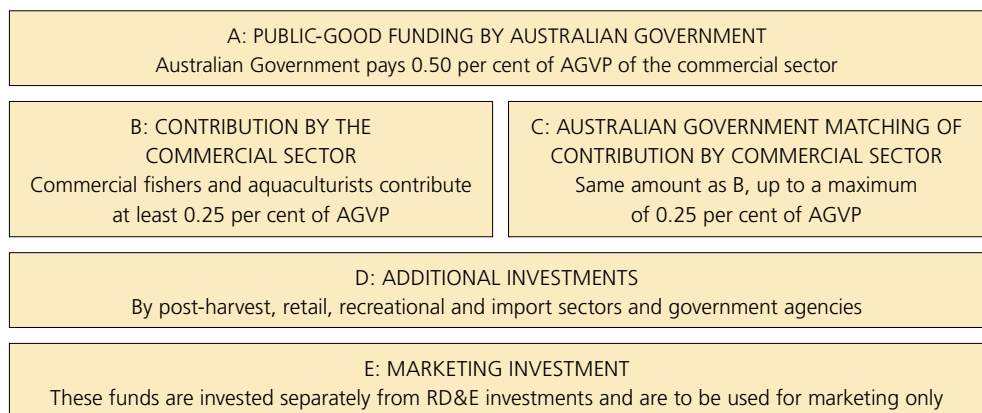 A: PUBLIC-GOOD FUNDING BY AUSTRALIAN GOVERNMENT
Australian Government pays 0.50 per cent of AGVP of the commercial sector
B: CONTRIBUTION BY THE
COMMERCIAL SECTOR
Commercial fishers and aquaculturists contribute
at least 0.25 per cent of AGVP
C: AUSTRALIAN GOVERNMENT MATCHING OF
CONTRIBUTION BY COMMERCIAL SECTOR
Same amount as B, up to a maximum
of 0.25 per cent of AGVP
D: ADDITIONAL INVESTMENTS
By post-harvest, retail, recreational and import sectors and government agencies
E: MARKETING INVESTMENT
These funds are invested separately from RD&E investments and are to be used for marketing only